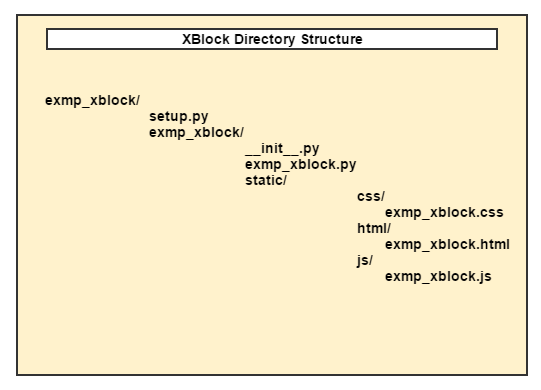 XBlock Directory Structure
exmp_xblock/
setup.py
exmp_xblock/
__init__.py
exmp_xblock.py
static/
css/
exmp_xblock.css
html/
exmp_xblock.html
js/
exmp_xblock.js